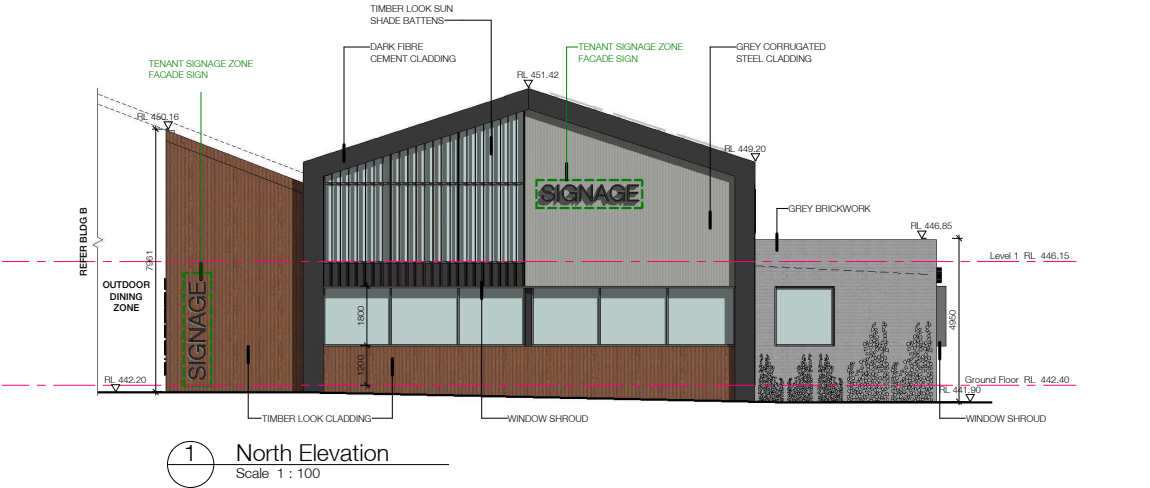 TIMBER LOOK SUN
SHADE BATTENS
DARK FIBRE
CEMENT CLADDING
TENANT SIGNAGE ZONE
FACADE SIGN
GREY CORRUGATED
STEEL CLADDING
TENANT SIGNAGE ZONE
FACADE SIGN
RL 451.42
RL 450.16
RL 449.20
SIGNAGE
GREY BRICKWORK
RL 446.85
REFER BLDG B
7961
Level 1 RL 446.15
OUTDOOR
DINING
ZONE
SIGNAGE
1800
4950
1200
RL 442.20
Ground Floor RL 442.40
RL 441.90
TIMBER LOOK CLADDING
WINDOW SHROUD
WINDOW SHROUD
1
North Elevation
Scale 1 : 100